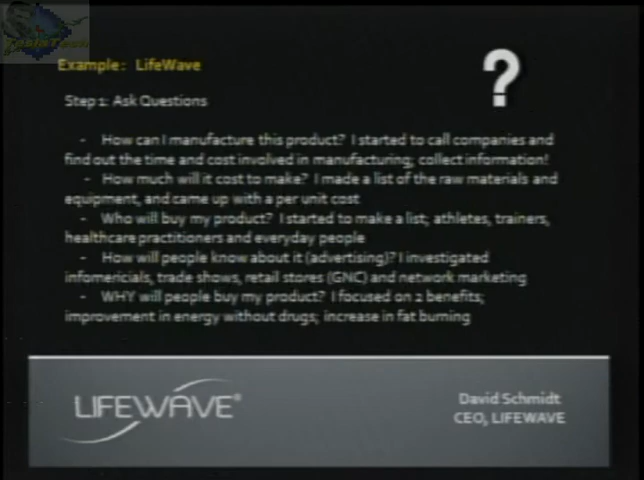 TeslaTech
Example: LifeWave
Step 1: Ask Questions
- How can I manufacture this product? I started to call companies and
find out the time and cost involved in manufacturing; collect information!
- How much will it cost to make? I made a list of the raw materials and
equipment, and came up with a per unit cost
- Who will buy my product? I started to make a list; athletes, trainers,
healthcare practitioners and everyday people
- How will people know about it (advertising)? I investigated
infomericials, trade shows, retail stores (GNC) and network marketing
- WHY will people buy my product? I focused on 2 benefits;
improvement in energy without drugs; increase in fat burning
?
LIFEWAVE®
David Schmidt
CEO, LIFEWAVE